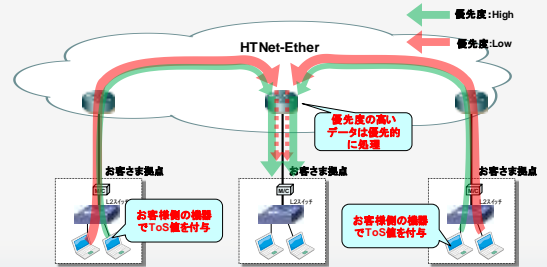 優先度：High
HTNet-Ether
優先度:Low
優先度の高い
データは優先的
に処理
お客さま拠点
お客さま拠点
お客さま拠点
M/C
M/C
M/C
L2スイッチ
L2スイッチ
L2スイッチ
お客様側の機器
でToS値を付与
お客様側の機器
でToS値を付与